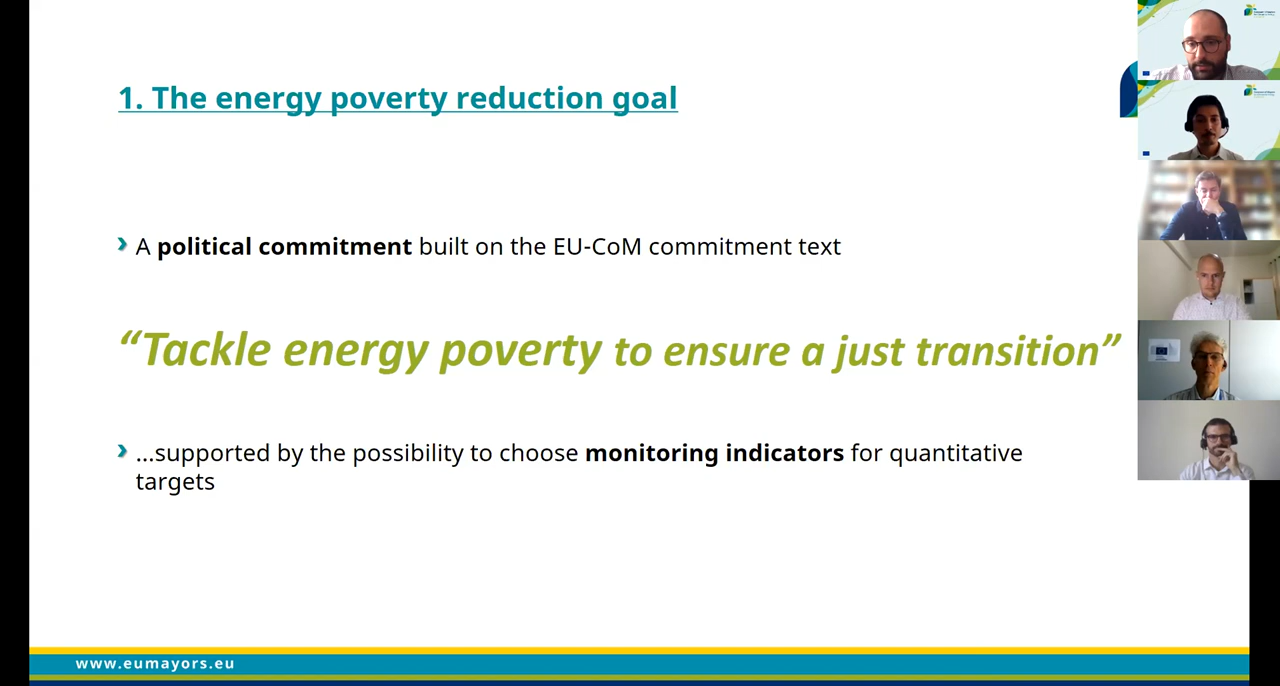 1. The energy poverty reduction goal
A political commitment built on the EU-CoM commitment text
“Tackle energy poverty to ensure a just transition”
...supported by the possibility to choose monitoring indicators for quantitative
targets
www.eumayors.eu